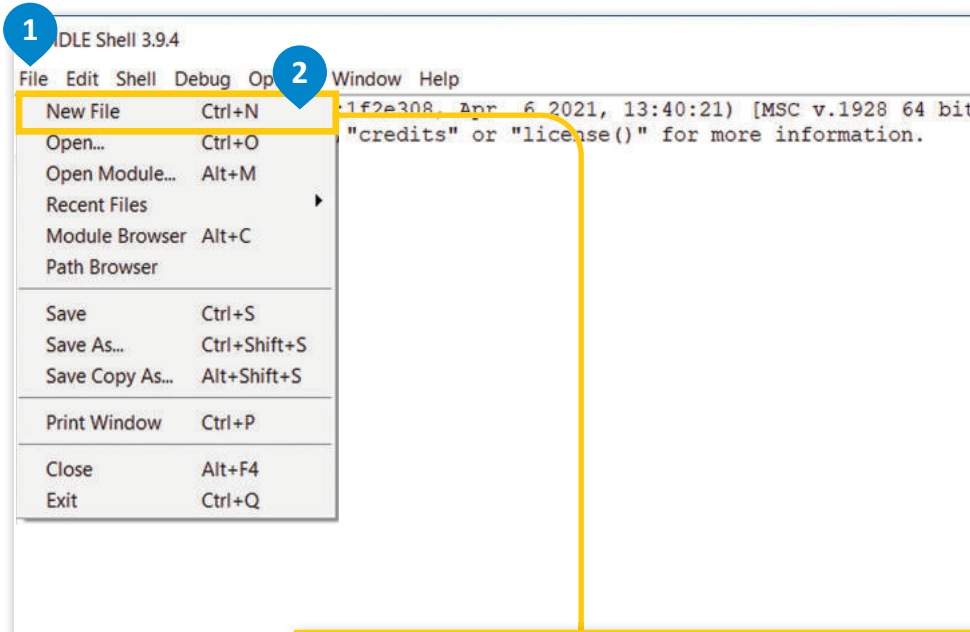 1
IDLE Shell 3.9.4
2
File Edit Shell Debug Op Window Help
New File Ctrl+N
:1f2e308, Apr 6 2021, 13:40:21) [MSC v.1928 64 bit
Open... Ctrl+O
"credits" or "license()" for more information.
Open Module... Alt+M
Recent Files
Module Browser Alt+C
Path Browser
Save Ctrl+S
Save As... Ctrl+Shift+S
Save Copy As... Alt+Shift+S
Print Window Ctrl+P
Close Alt+F4
Exit Ctrl+Q